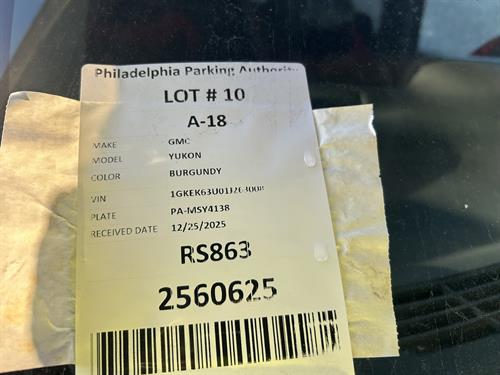 Philadelphia Parking Authority
LOT # 10
A-18
MAKE GMC
MODEL YUKON
COLOR BURGUNDY
VIN
PLATE PA-MSY4138
RECEIVED DATE 12/25/2025
RS863
2560625